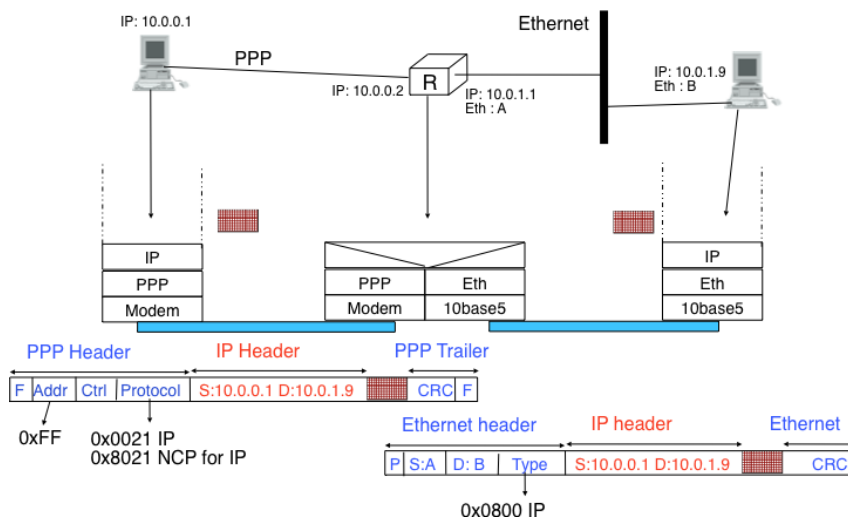 IP: 10.0.0.1
Ethernet
PPP
IP: 10.0.0.2
R
IP: 10.0.1.1
Eth : A
IP: 10.0.1.9
Eth : B
IP
IP
PPP
PPP
Eth
Eth
Modem
Modem
10base5
10base5
PPP Header
IP Header
PPP Trailer
F Addr Ctrl Protocol S:10.0.0.1 D:10.0.1.9 CRC F
0xFF
0x0021 IP
0x8021 NCP for IP
Ethernet header
IP header
Ethernet
P S:A D: B Type S:10.0.0.1 D:10.0.1.9 CRC
0x0800 IP